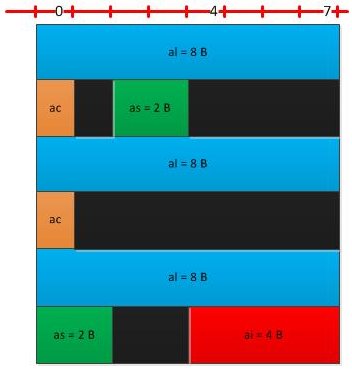 0 4 7
al = 8 B
ac as = 2 B
al = 8 B
ac
al = 8 B
as = 2 B ai = 4 B